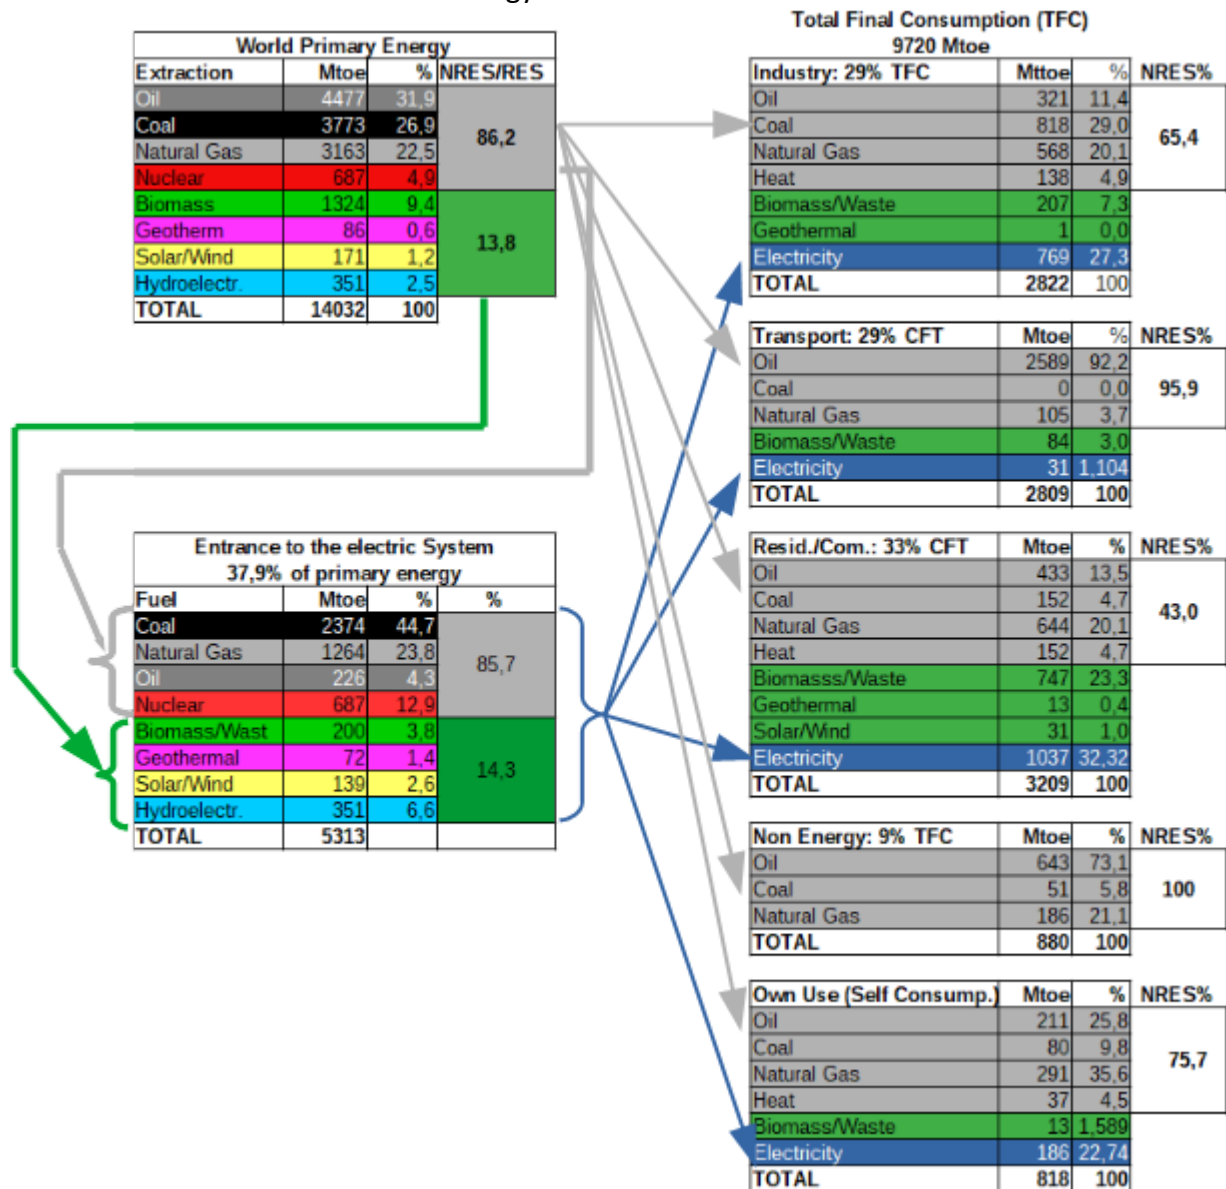 World Primary Energy
Extraction Mtoe % NRES/RES
Oil 4477 31,9
Coal 3773 26,9
86,2
Natural Gas 3163 22,5
Nuclear 687 4,9
Biomass 1324 9,4
Geotherm 86 0,6
13,8
Solar/Wind 171 1,2
Hydroelectr. 351 2,5
TOTAL 14032 100
Entrance to the electric System
37,9% of primary energy
Fuel Mtoe % %
Coal 2374 44,7
Natural Gas 1264 23,8
85,7
Oil 226 4,3
Nuclear 687 12,9
Biomass/Wast 200 3,8
Geothermal 72 1,4
14,3
Solar/Wind 139 2,6
Hydroelectr. 351 6,6
TOTAL 5313
Total Final Consumption (TFC)
9720 Mtoe
Industry: 29% TFC Mttoe % NRES%
Oil 321 11,4
Coal 818 29,0
65,4
Natural Gas 568 20,1
Heat 138 4,9
Biomass/Waste 207 7,3
Geothermal 1 0,0
Electricity 769 27,3
TOTAL 2822 100
Transport: 29% CFT Mtoe % NRES%
Oil 2589 92,2
Coal 0 0,0 95,9
Natural Gas 105 3,7
Biomass/Waste 84 3,0
Electricity 31 1,104
TOTAL 2809 100
Resid./Com.: 33% CFT Mtoe % NRES%
Oil 433 13,5
Coal 152 4,7
43,0
Natural Gas 644 20,1
Heat 152 4,7
Biomasss/Waste 747 23,3
Geothermal 13 0,4
Solar/Wind 31 1,0
Electricity 1037 32,32
TOTAL 3209 100
Non Energy: 9% TFC Mtoe % NRES%
Oil 643 73,1
Coal 51 5,8 100
Natural Gas 186 21,1
TOTAL 880 100
Own Use (Self Consump.) Mtoe % NRES%
Oil 211 25,8
Coal 80 9,8
75,7
Natural Gas 291 35,6
Heat 37 4,5
Biomass/Waste 13 1,589
Electricity 186 22,74
TOTAL 818 100